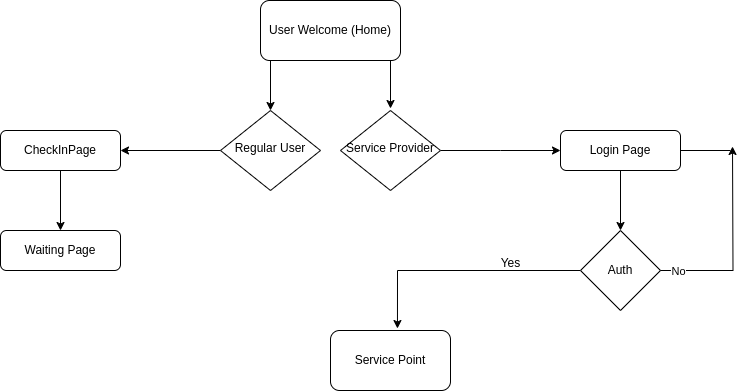 User Welcome (Home)
Regular User
Service Provider
CheckInPage
Login Page
Waiting Page
Yes
Auth
No
Service Point